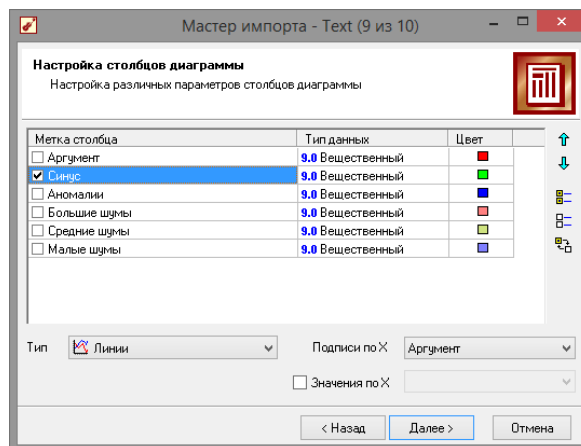 Мастер импорта - Text (9 из 10)
Настройка столбцов диаграммы
Настройка различных параметров столбцов диаграммы
Метка столбца Тип данных Цвет
Аргумент 9.0 Вещественный
Синус 9.0 Вещественный
Аномалии 9.0 Вещественный
Большие шумы 9.0 Вещественный
Средние шумы 9.0 Вещественный
Малые шумы 9.0 Вещественный
Тип Линии Подписи по X Аргумент
Значения по X
< Назад Далее > Отмена